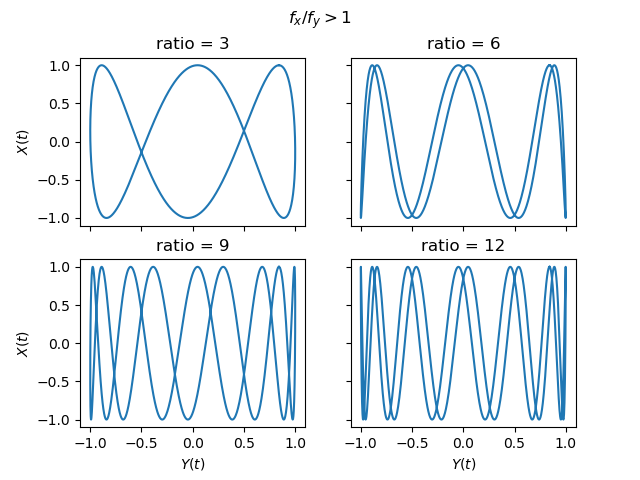 f_x/f_y > 1
ratio = 3
ratio = 6
1.0
0.5
0.0
−0.5
−1.0
X(t)
ratio = 9
ratio = 12
1.0
0.5
0.0
−0.5
−1.0
X(t)
−1.0 −0.5 0.0 0.5 1.0
−1.0 −0.5 0.0 0.5 1.0
Y(t)
Y(t)